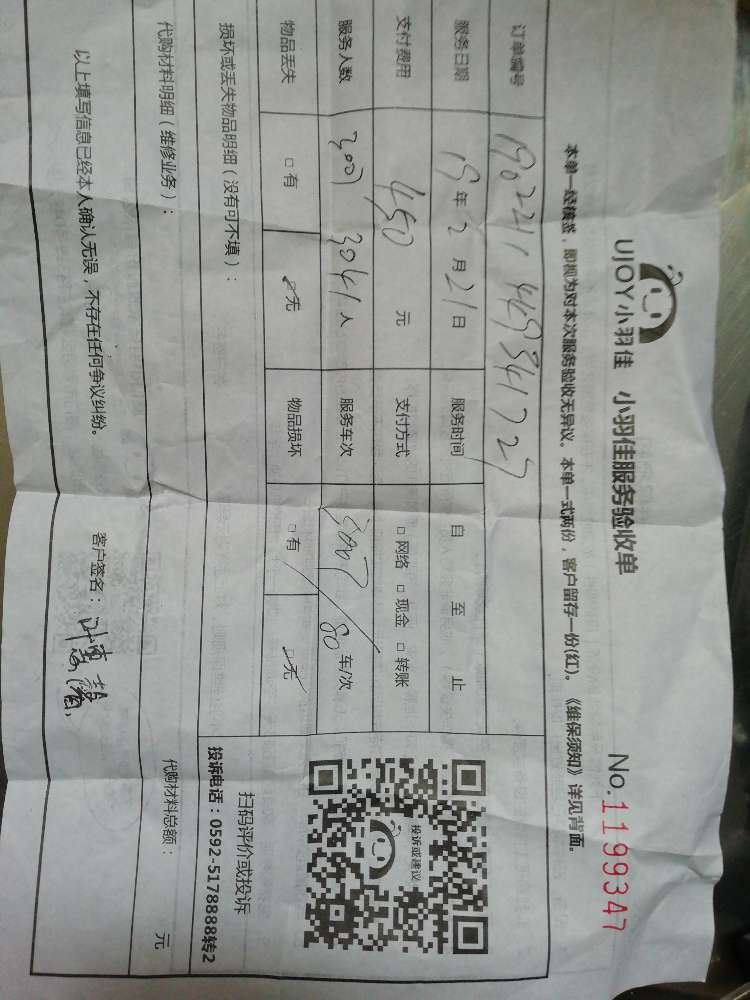 UJOY小羽佳 小羽佳服务验收单 No.1199347
本单一经核签，即视为对本次服务验收无异议。本单一式两份，客户留存一份(红)。《维保须知》详见背面。
订单编号
服务日期 19年2月21日 服务时间 自 至 止
支付费用 450 元 支付方式 □网络 □现金 □转账
服务人数 人 服务车次 车/次
物品丢失 □有 □无 物品损坏 □有 □无
投诉或建议
扫码评价或投诉
投诉电话：0592-5178888转2
损坏或丢失物品明细（没有可不填）：
代购材料明细（维修业务）： 代购材料总额： 元
以上填写信息已经本人确认无误，不存在任何争议纠纷。 客户签名：